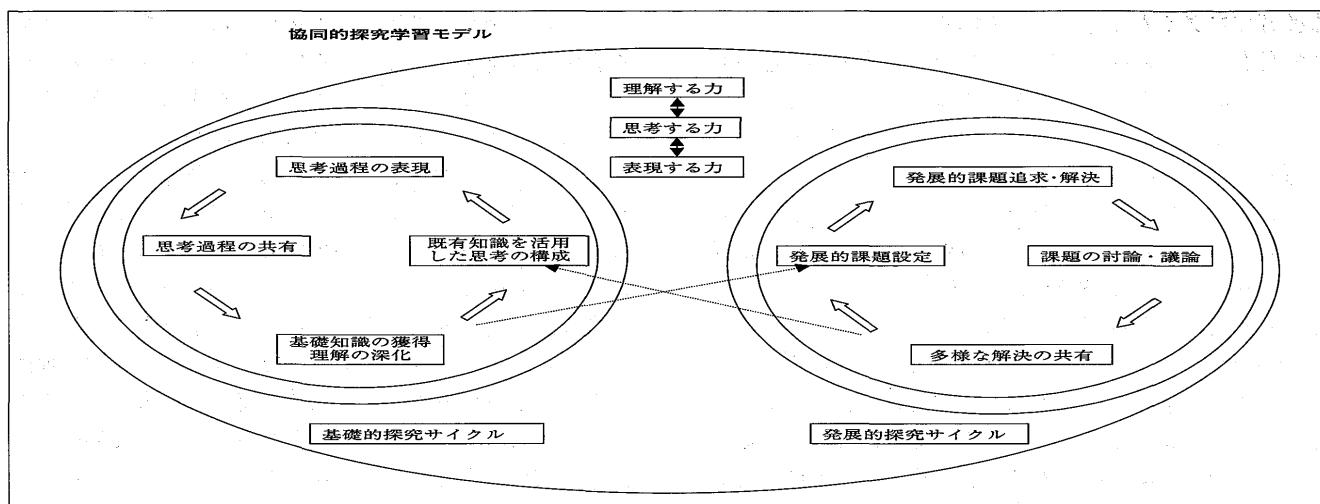 協同的探究学習モデル
理解する力
思考する力
表現する力
思考過程の表現
思考過程の共有
既有知識を活用
した思考の構成
基礎知識の獲得
理解の深化
基礎的探究サイクル
発展的課題追求・解決
発展的課題設定
課題の討論・議論
多様な解決の共有
発展的探究サイクル